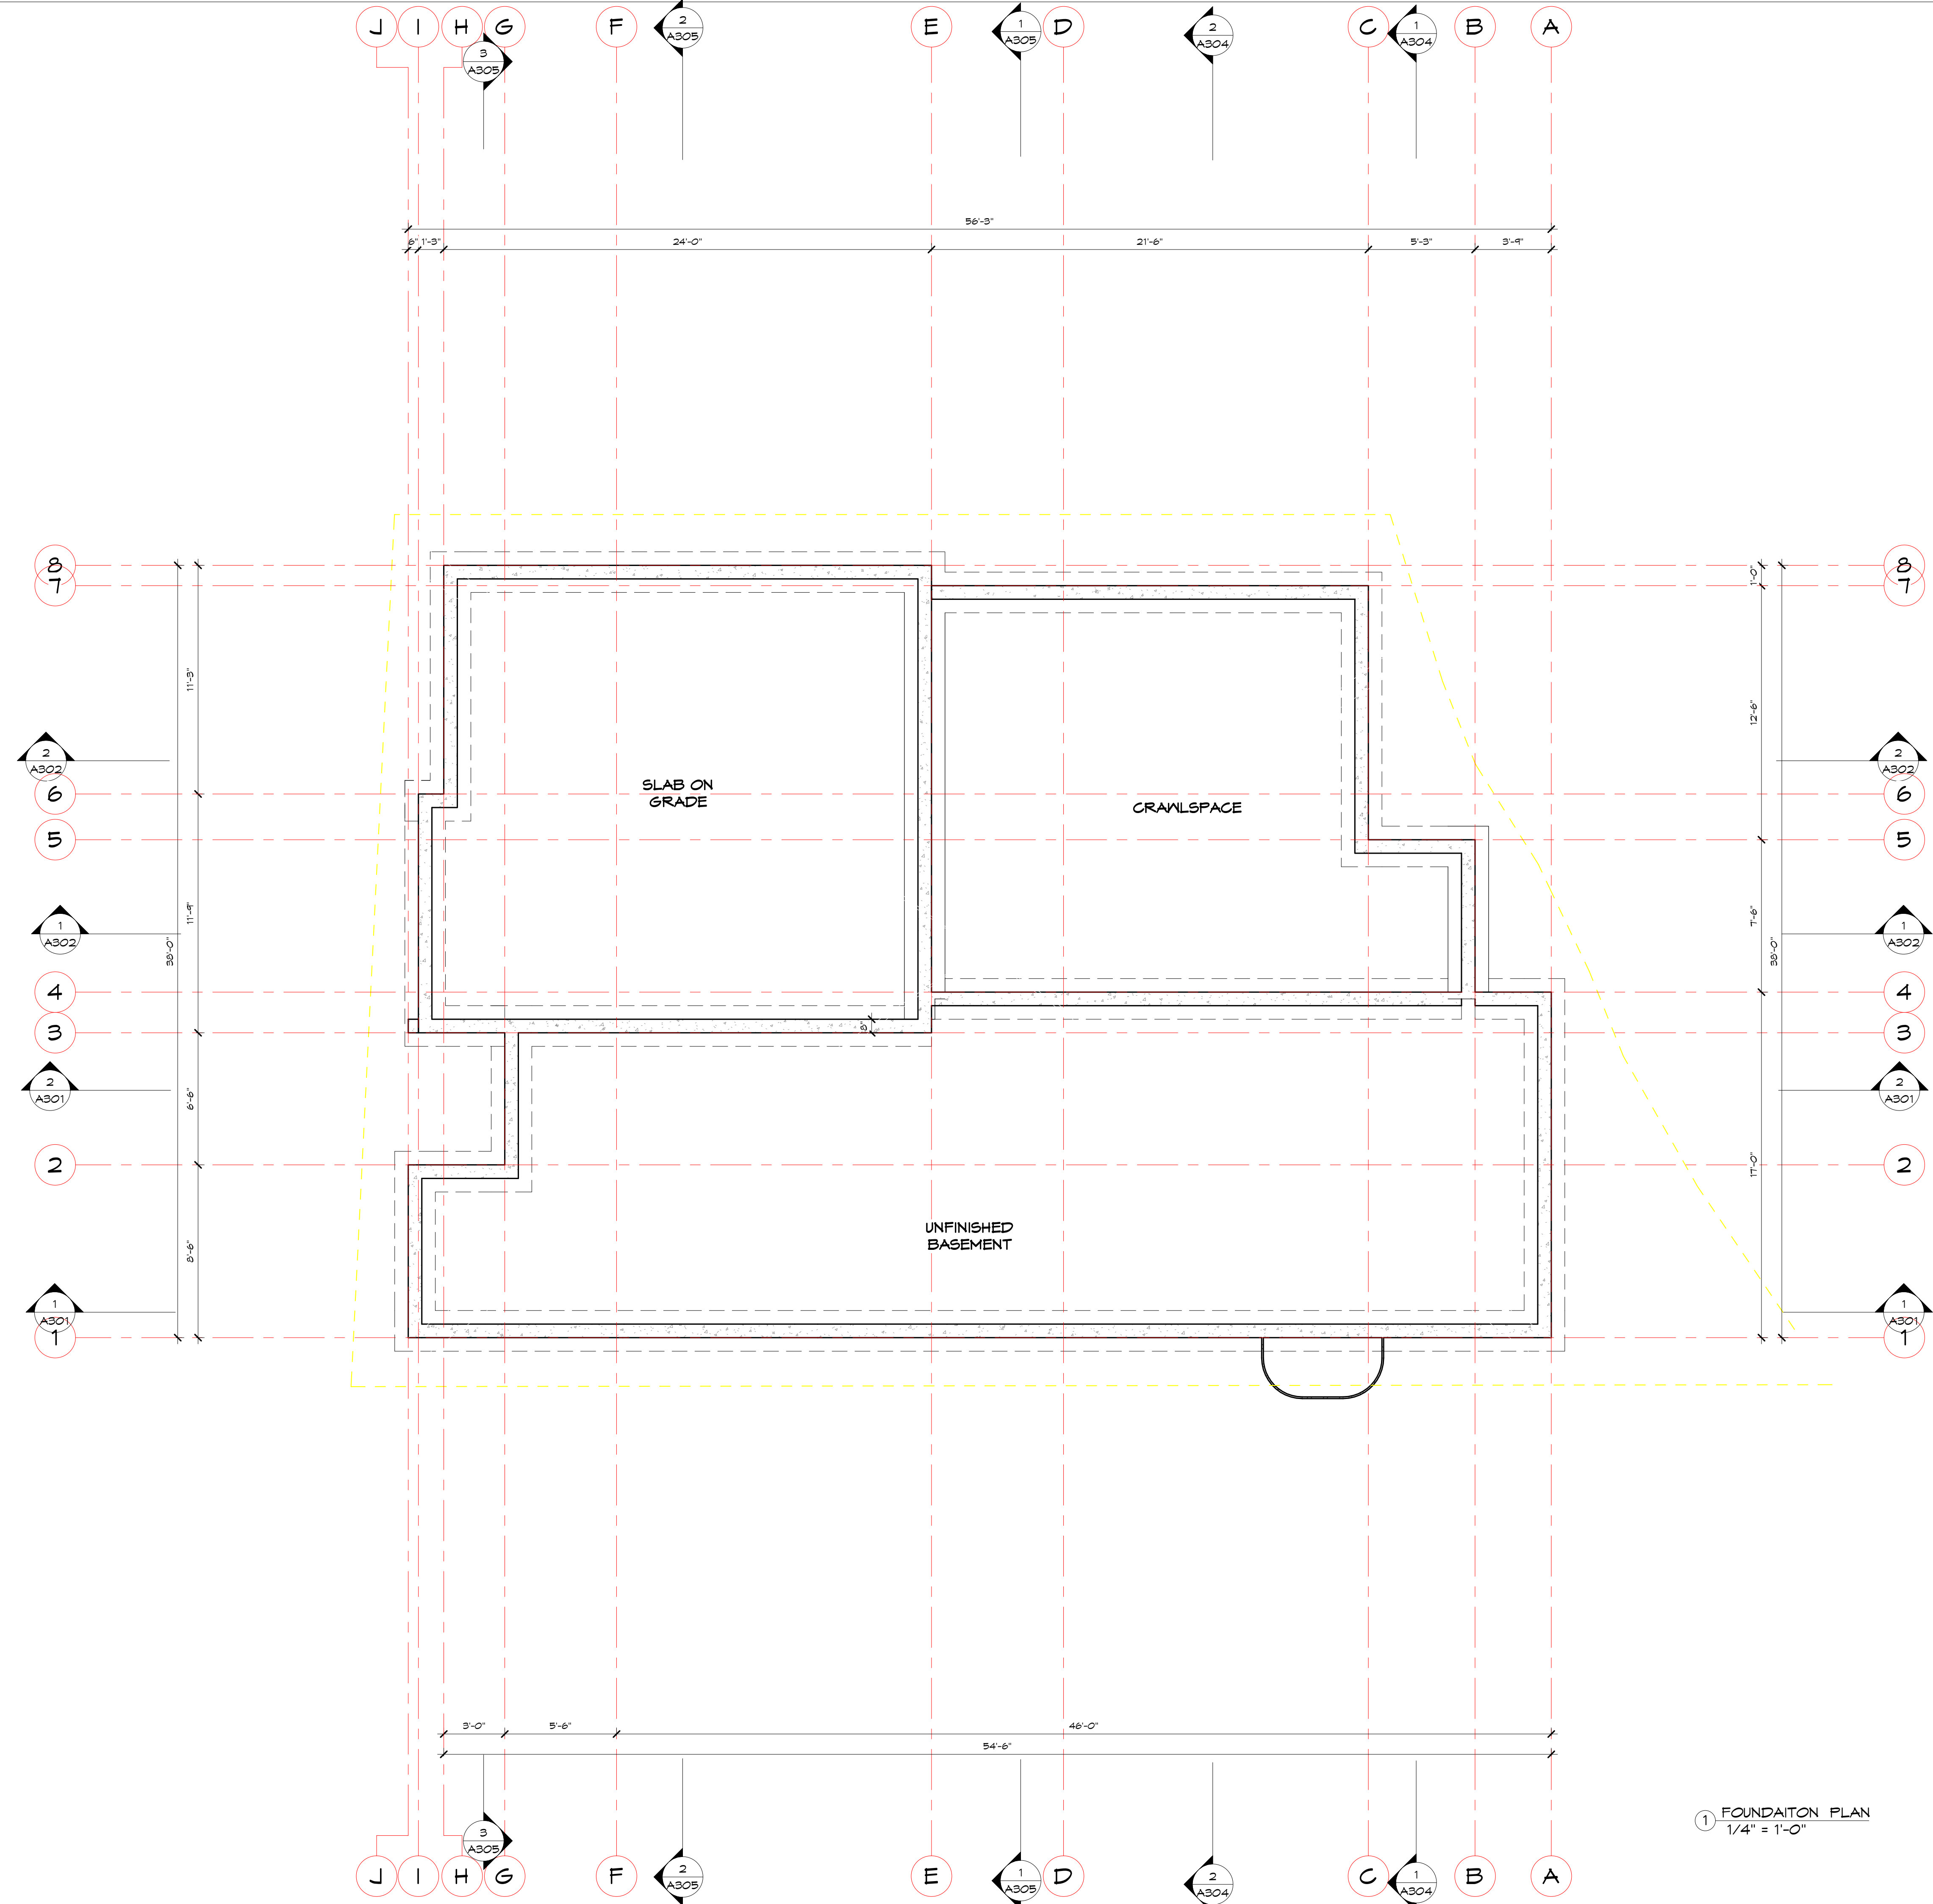 J I H G F E D C B A
3
A305
2
A305
1
A305
2
A304
1
A304
56'-3"
6" 1'-3" 24'-0" 21'-6" 5'-3" 3'-9"
8 8
7 7
1'-0"
11'-3"
12'-6"
2
A302
2
A302
6 6
SLAB ON
GRADE
CRAWLSPACE
5 5
11'-9"
7'-6"
1
A302
1
A302
38'-0"
38'-0"
4 4
3 3
8"
2
A301
2
A301
6'-6"
2 2
17'-0"
UNFINISHED
BASEMENT
8'-6"
1
A301
1
A301
1 1
3'-0" 5'-6" 46'-0"
54'-6"
1 FOUNDAITON PLAN
1/4" = 1'-0"
3
A305
2
A305
1
A305
2
A304
1
A304
J I H G F E D C B A